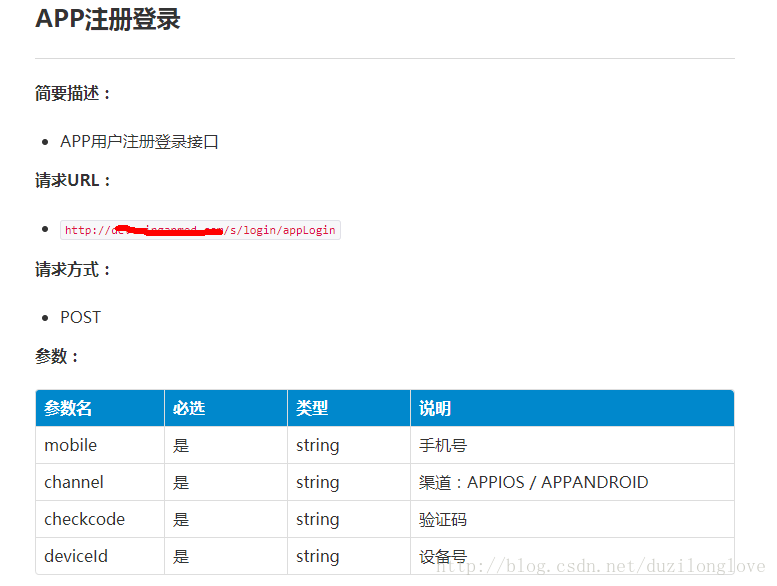 APP注册登录
简要描述：
APP用户注册登录接口
请求URL：
http:// /s/login/appLogin
请求方式：
POST
参数：
参数名 必选 类型 说明
mobile 是 string 手机号
channel 是 string 渠道：APPIOS / APPANDROID
checkcode 是 string 验证码
deviceId 是 string 设备号
http://blog.csdn.net/duzilonglove